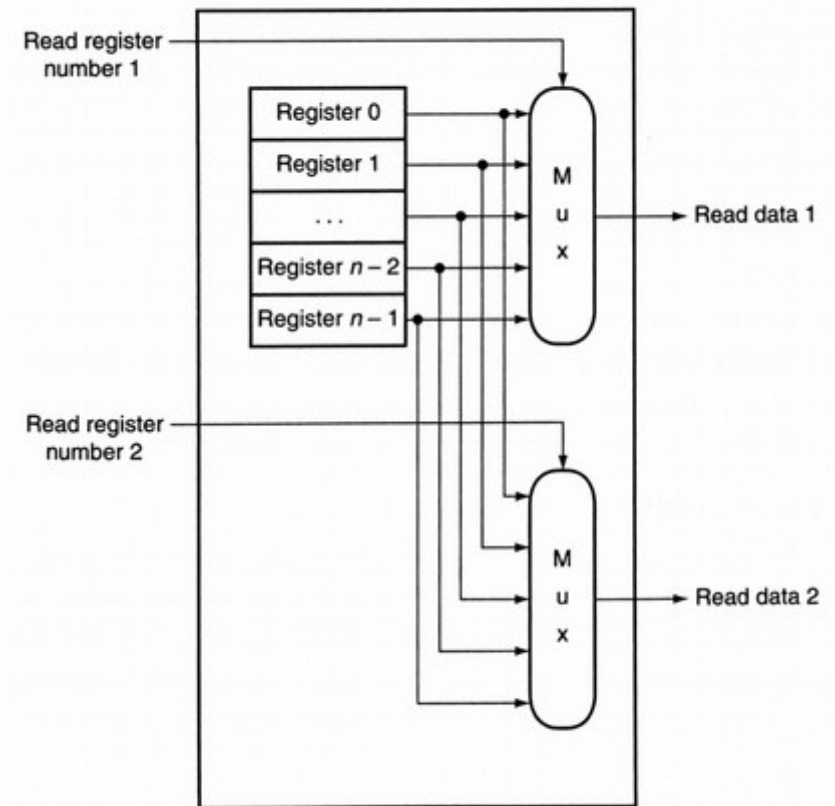 Read register
number 1
Register 0
Register 1
. . .
Register n – 2
Register n – 1
M
u
x
Read data 1
Read register
number 2
M
u
x
Read data 2